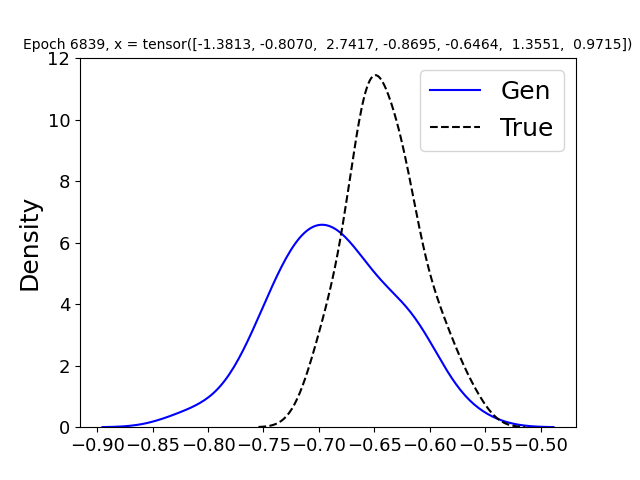 Epoch 6839, x = tensor([-1.3813, -0.8070,  2.7417, -0.8695, -0.6464,  1.3551,  0.9715])
12
10
8
6
4
2
0
Density
Gen
True
−0.90 −0.85 −0.80 −0.75 −0.70 −0.65 −0.60 −0.55 −0.50